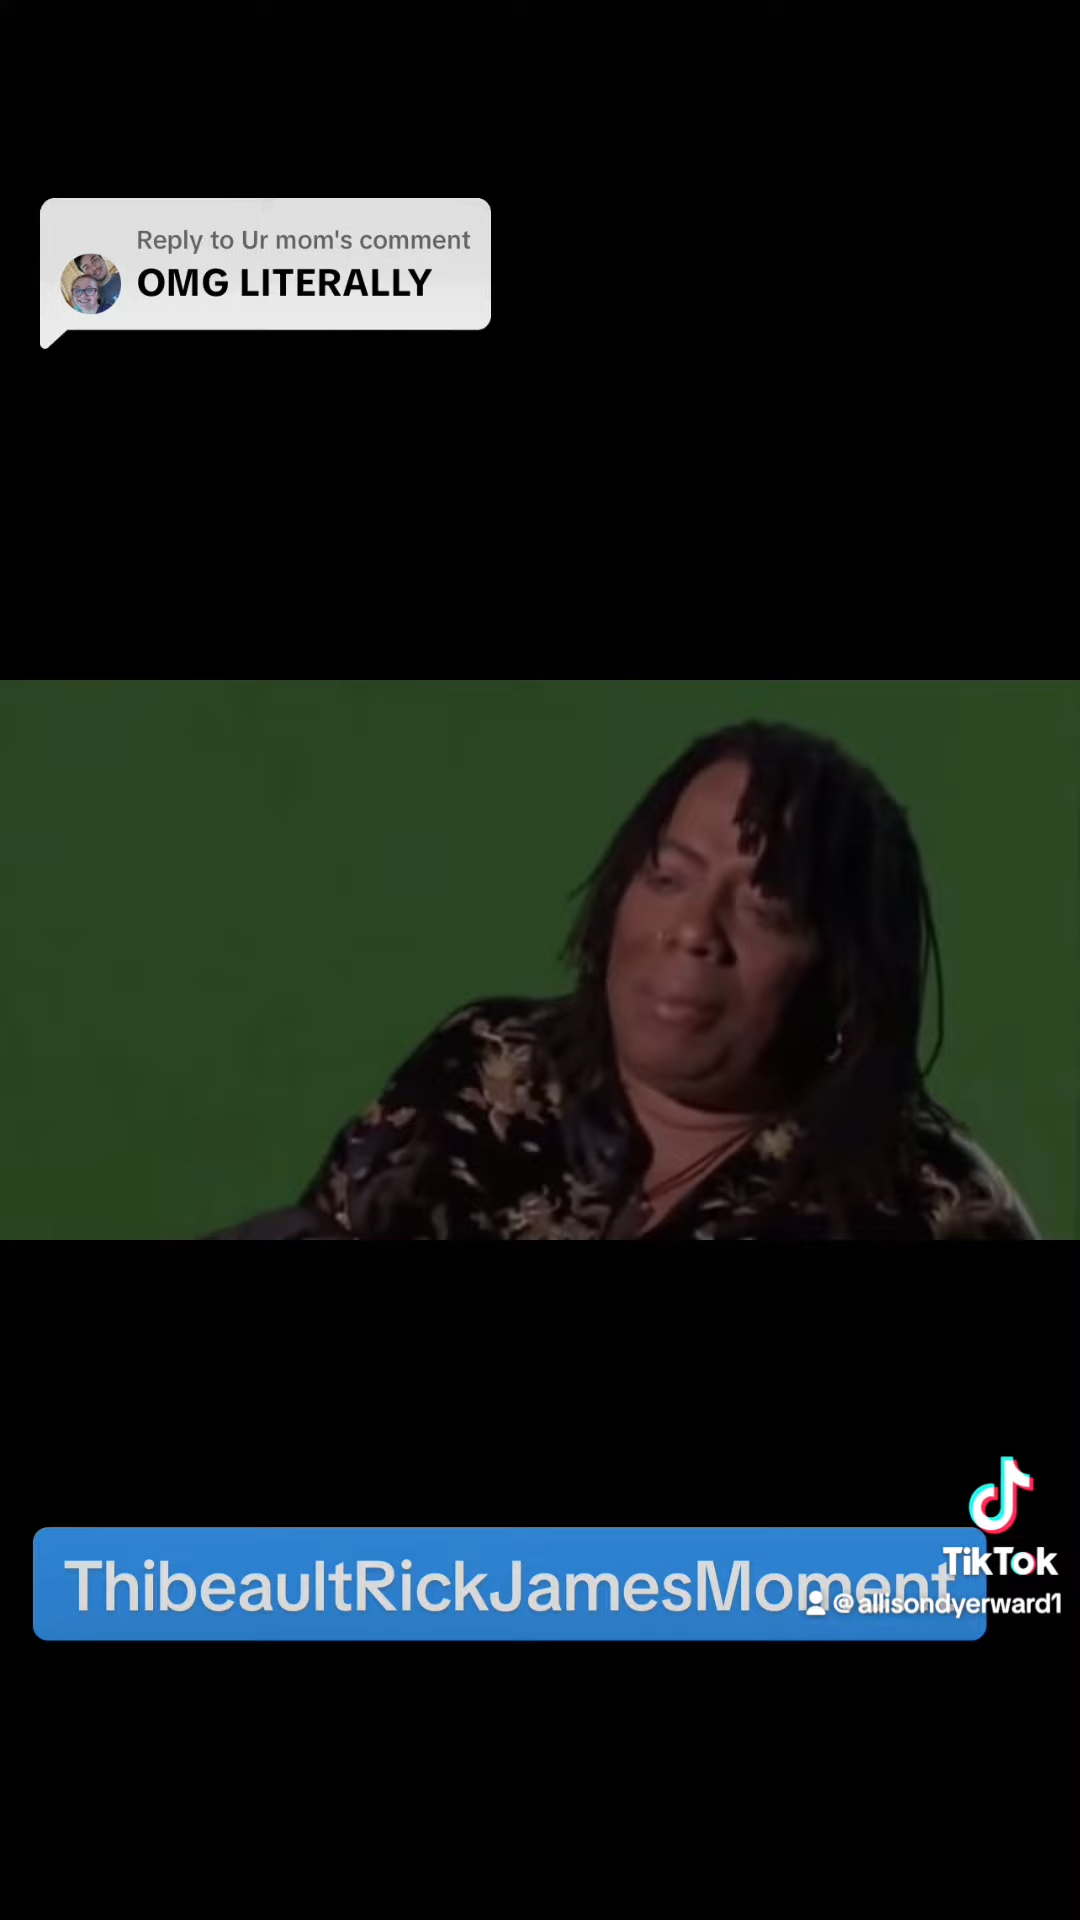 Reply to Ur mom's comment
OMG LITERALLY
ThibeaultRickJamesMoment
TikTok
@allisondyerward1